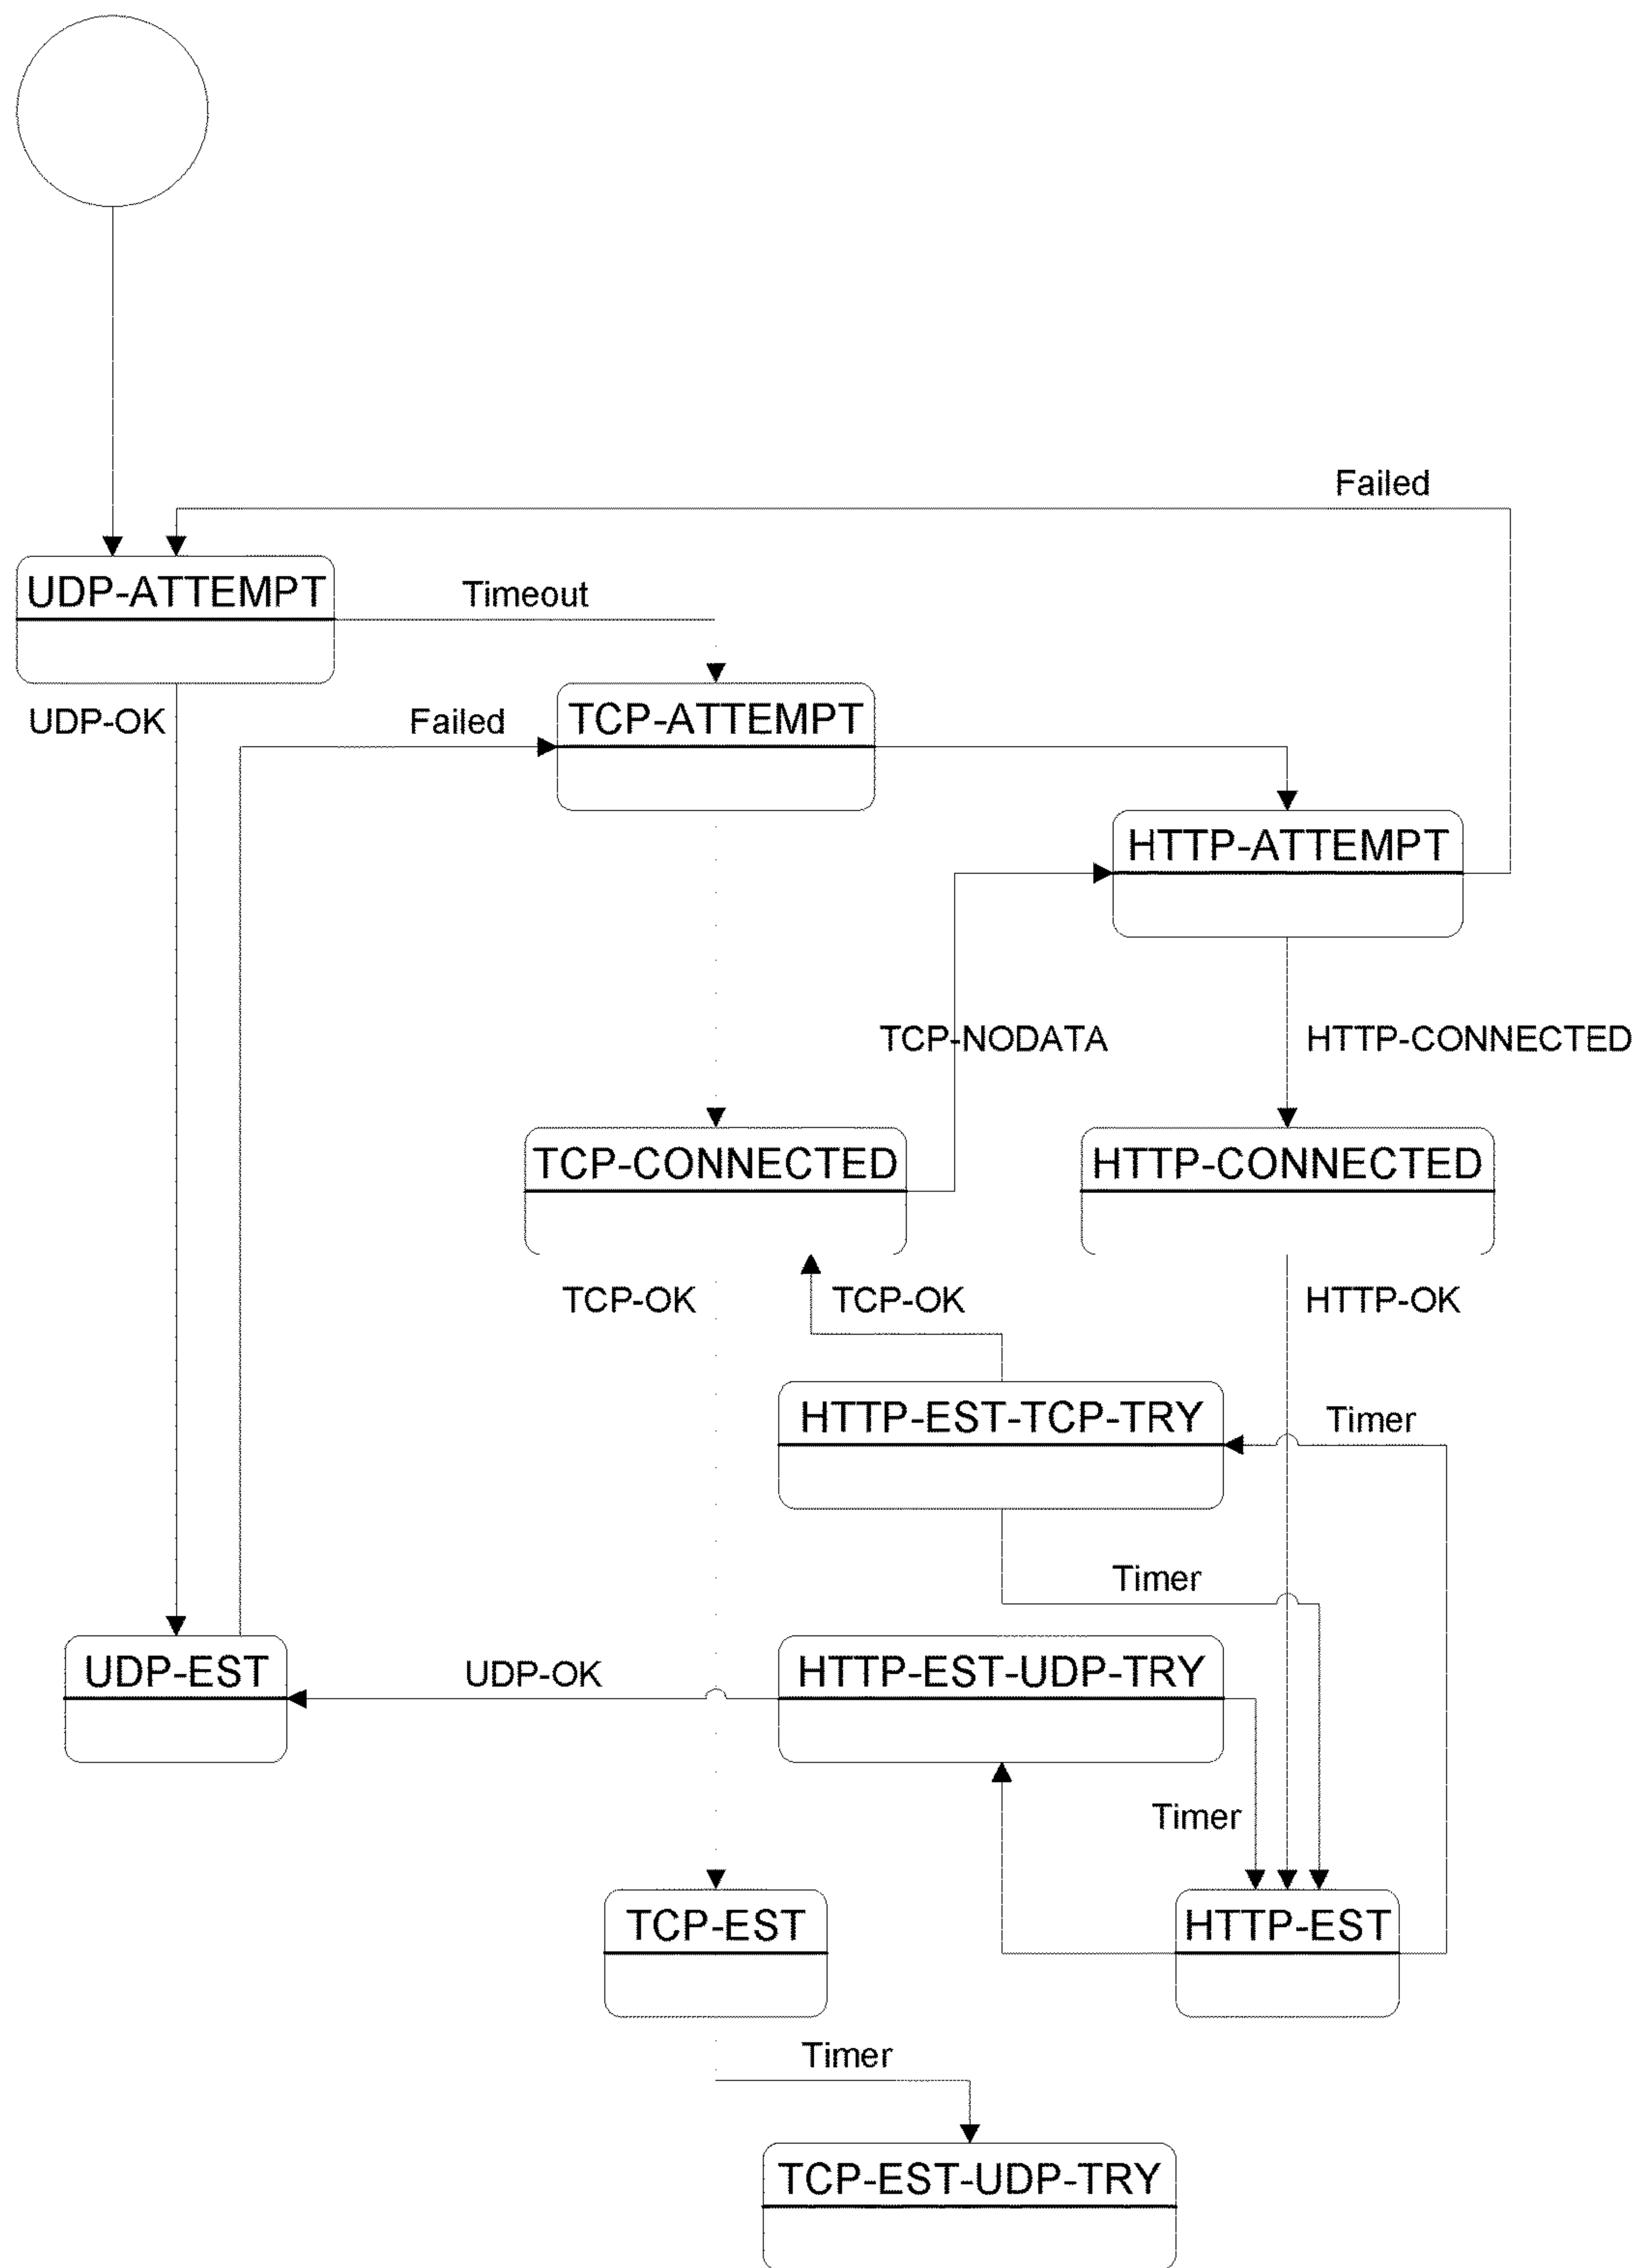 Failed
UDP-ATTEMPT
Timeout
UDP-OK
Failed
TCP-ATTEMPT
HTTP-ATTEMPT
TCP-NODATA
HTTP-CONNECTED
TCP-CONNECTED
HTTP-CONNECTED
TCP-OK
TCP-OK
HTTP-OK
HTTP-EST-TCP-TRY
Timer
Timer
UDP-EST
UDP-OK
HTTP-EST-UDP-TRY
Timer
TCP-EST
HTTP-EST
Timer
TCP-EST-UDP-TRY